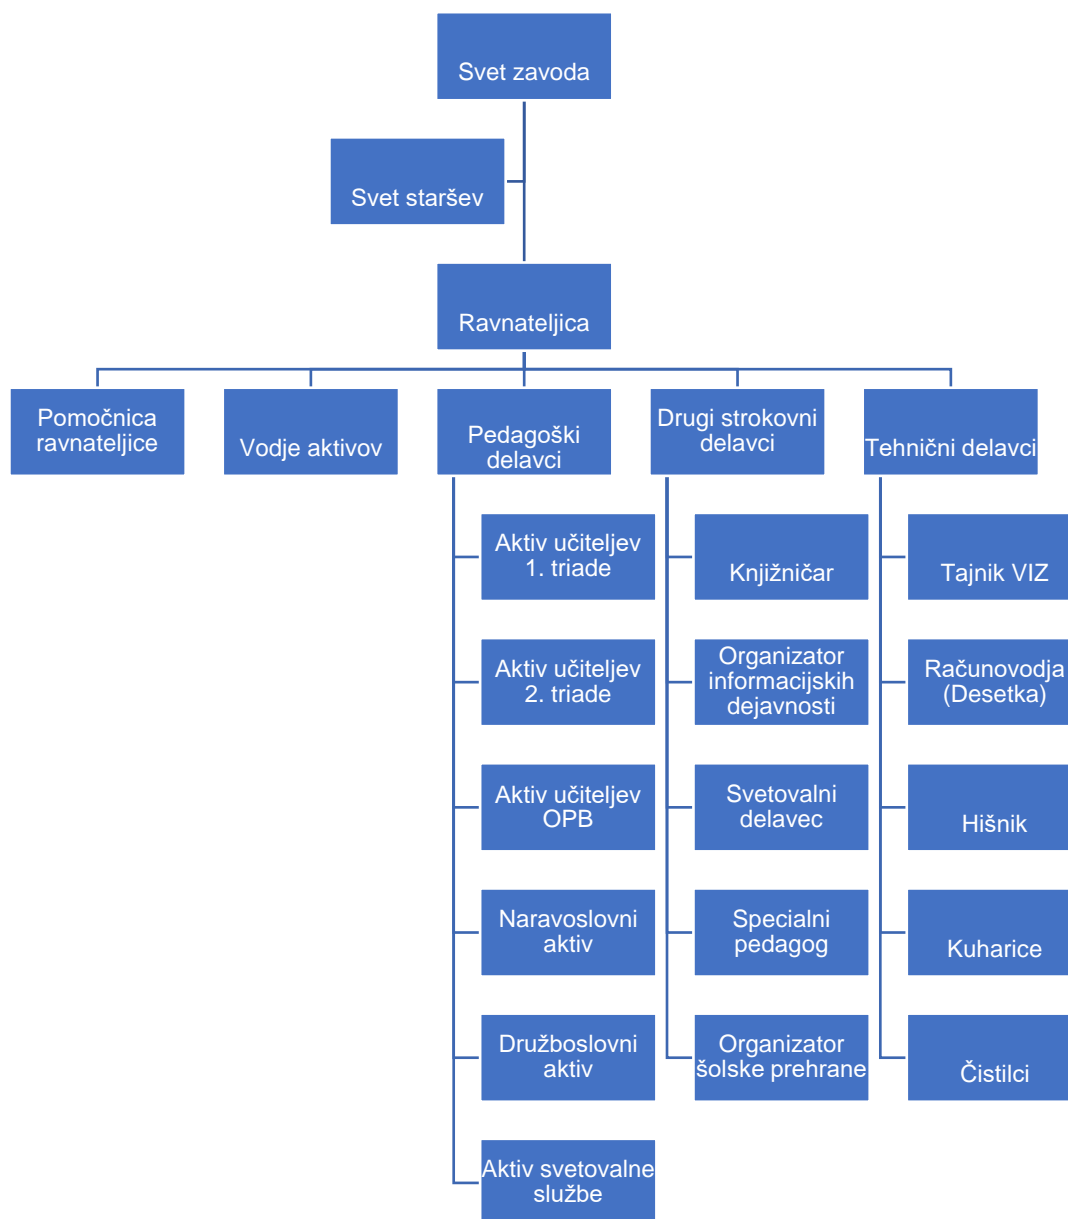 Svet zavoda
Svet staršev
Ravnateljica
Pomočnica
ravnateljice
Vodje aktivov
Pedagoški
delavci
Drugi strokovni
delavci
Tehnični delavci
Aktiv učiteljev
1. triade
Aktiv učiteljev
2. triade
Aktiv učiteljev
OPB
Naravoslovni
aktiv
Družboslovni
aktiv
Aktiv svetovalne
službe
Knjižničar
Organizator
informacijskih
dejavnosti
Svetovalni
delavec
Specialni
pedagog
Organizator
šolske prehrane
Tajnik VIZ
Računovodja
(Desetka)
Hišnik
Kuharice
Čistilci